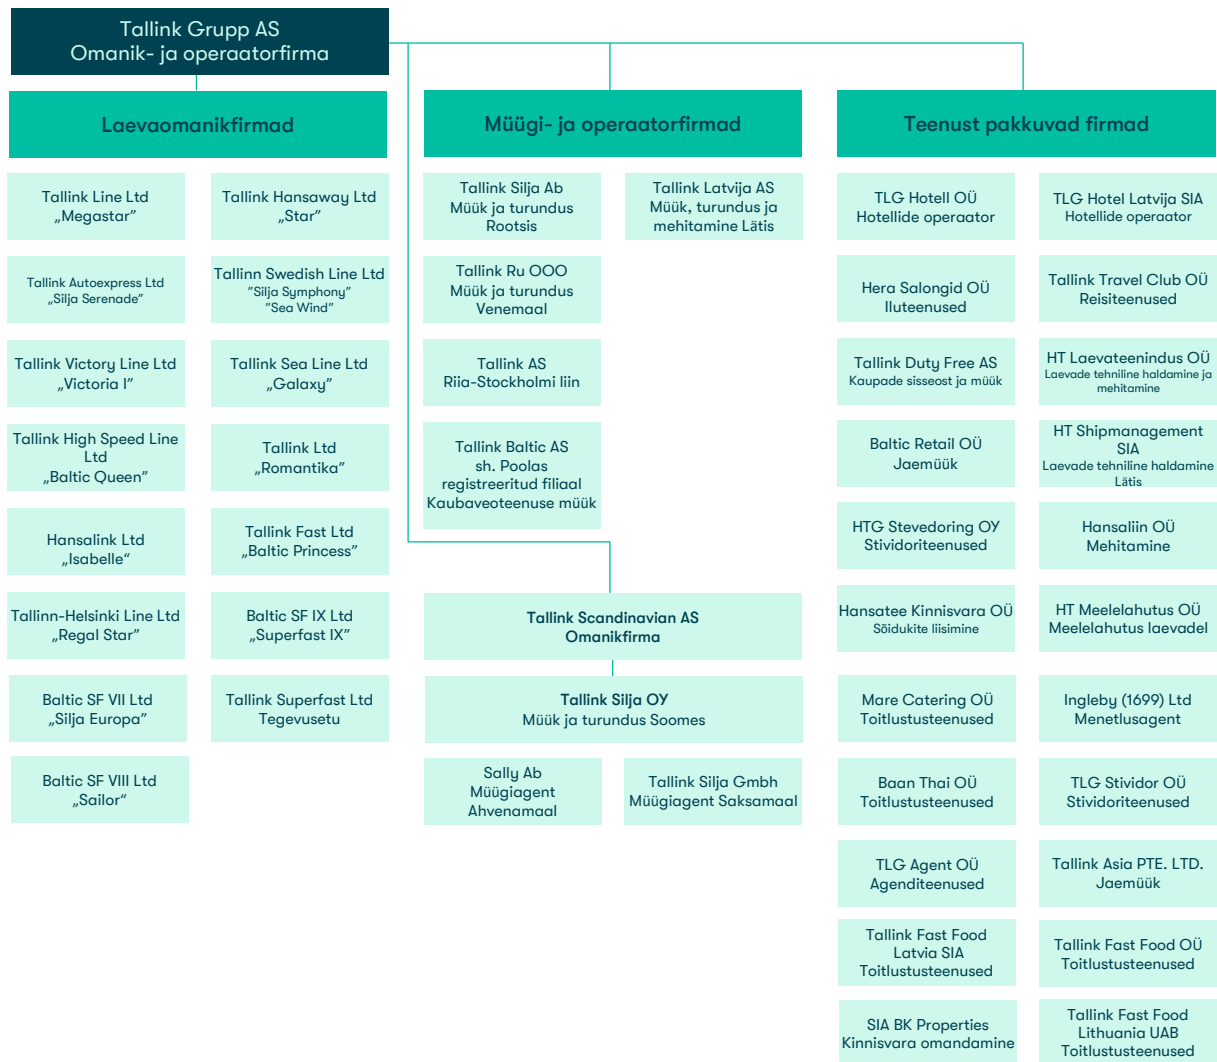 Tallink Grupp AS
Omanik- ja operaatorfirma
Laevaomanikfirmad
Tallink Line Ltd
„Megastar”
Tallink Hansaway Ltd
„Star”
Tallink Autoexpress Ltd
„Silja Serenade”
Tallinn Swedish Line Ltd
”Silja Symphony”
”Sea Wind”
Tallink Victory Line Ltd
„Victoria I”
Tallink Sea Line Ltd
„Galaxy”
Tallink High Speed Line
Ltd
„Baltic Queen”
Tallink Ltd
„Romantika”
Hansalink Ltd
„Isabelle“
Tallink Fast Ltd
„Baltic Princess”
Tallinn-Helsinki Line Ltd
„Regal Star”
Baltic SF IX Ltd
„Superfast IX”
Baltic SF VII Ltd
„Silja Europa”
Tallink Superfast Ltd
Tegevusetu
Baltic SF VIII Ltd
„Sailor“
Müügi- ja operaatorfirmad
Tallink Silja Ab
Müük ja turundus
Rootsis
Tallink Latvija AS
Müük, turundus ja
mehitamine Lätis
Tallink Ru OOO
Müük ja turundus
Venemaal
Tallink AS
Riia-Stockholmi liin
Tallink Baltic AS
sh. Poolas
registreeritud filiaal
Kaubaveoteenuse müük
Tallink Scandinavian AS
Omanikfirma
Tallink Silja OY
Müük ja turundus Soomes
Sally Ab
Müügiagent
Ahvenamaal
Tallink Silja Gmbh
Müügiagent Saksamaal
Teenust pakkuvad firmad
TLG Hotell OÜ
Hotellide operaator
TLG Hotel Latvija SIA
Hotellide operaator
Hera Salongid OÜ
Iluteenused
Tallink Travel Club OÜ
Reisiteenused
Tallink Duty Free AS
Kaupade sisseost ja müük
HT Laevateenindus OÜ
Laevade tehniline haldamine ja
mehitamine
Baltic Retail OÜ
Jaemüük
HT Shipmanagement
SIA
Laevade tehniline haldamine
Lätis
HTG Stevedoring OY
Stividoriteenused
Hansaliin OÜ
Mehitamine
Hansatee Kinnisvara OÜ
Sõidukite liisimine
HT Meelelahutus OÜ
Meelelahutus laevadel
Mare Catering OÜ
Toitlustusteenused
Ingleby (1699) Ltd
Menetlusagent
Baan Thai OÜ
Toitlustusteenused
TLG Stividor OÜ
Stividoriteenused
TLG Agent OÜ
Agenditeenused
Tallink Asia PTE. LTD.
Jaemüük
Tallink Fast Food
Latvia SIA
Toitlustusteenused
Tallink Fast Food OÜ
Toitlustusteenused
SIA BK Properties
Kinnisvara omandamine
Tallink Fast Food
Lithuania UAB
Toitlustusteenused